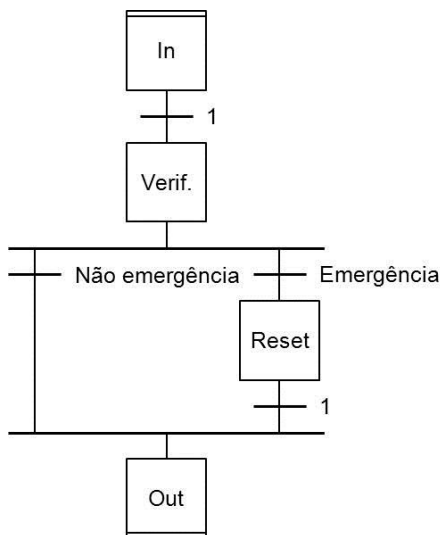 In
1
Verif.
Não emergência
Emergência
Reset
1
Out